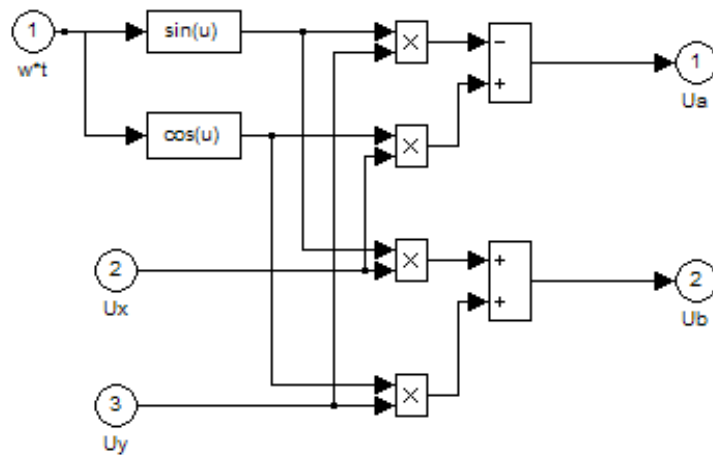 1
w*t
sin(u)
cos(u)
×
−
+
1
Ua
×
2
Ux
×
+
+
2
Ub
3
Uy
×